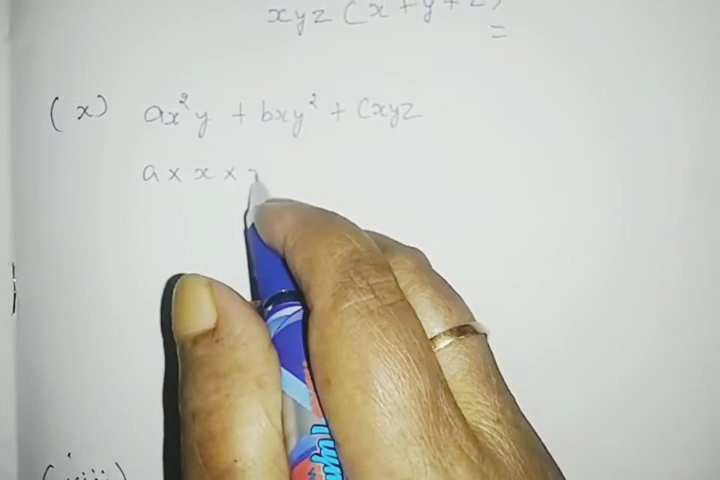 xyz (x + y + z)
=
(x) ax²y + bxy² + cxyz
a × x ×